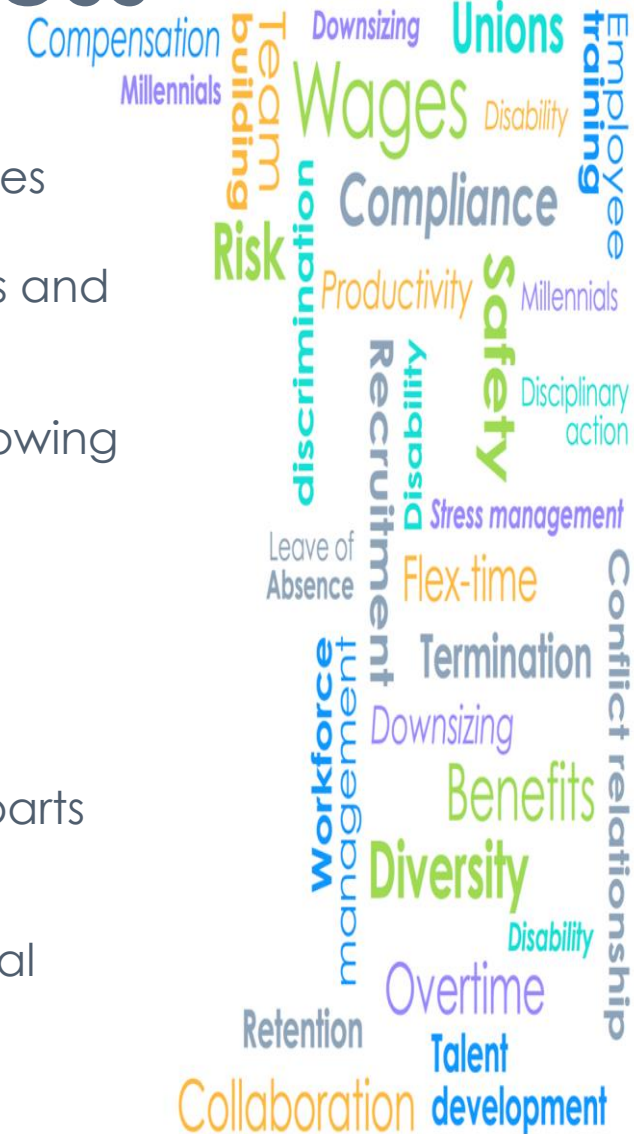 Compensation
Millennials
Team
building
Downsizing
Unions
Employee
training
Wages
Disability
es
Compliance
Risk
discrimination
s and
Productivity
Safety
Millennials
Recruitment
Disability
Disciplinary
action
owing
Stress management
Leave of
Absence
Flex-time
Conflict relationship
Workforce
management
Termination
Downsizing
Benefits
parts
Diversity
Disability
al
Overtime
Retention
Talent
development
Collaboration